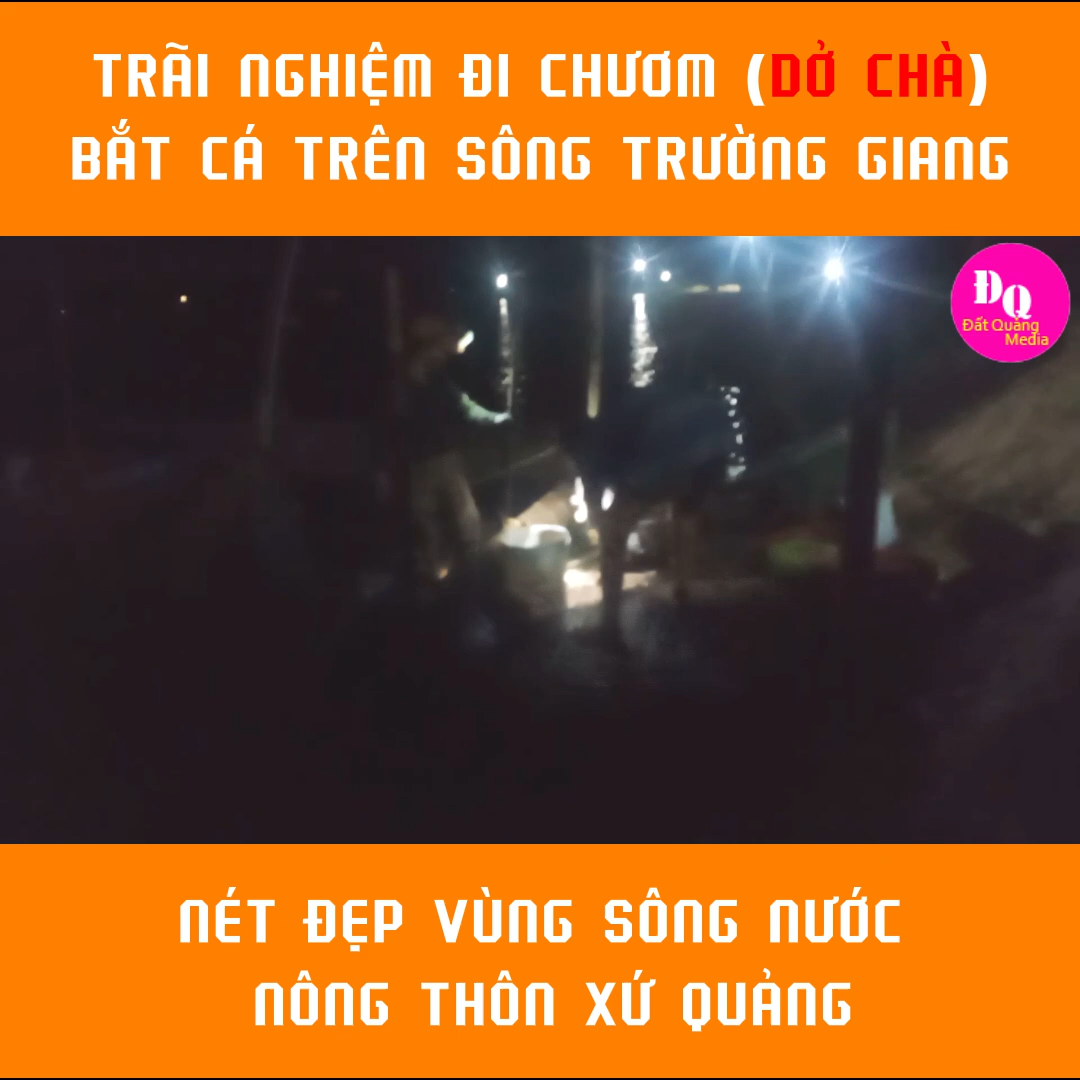 TRÃI NGHIỆM ĐI CHƯƠM (DỞ CHÀ)
BẮT CÁ TRÊN SÔNG TRƯỜNG GIANG
ĐQ
Đất Quảng
Media
NÉT ĐẸP VÙNG SÔNG NƯỚC
NÔNG THÔN XỨ QUẢNG